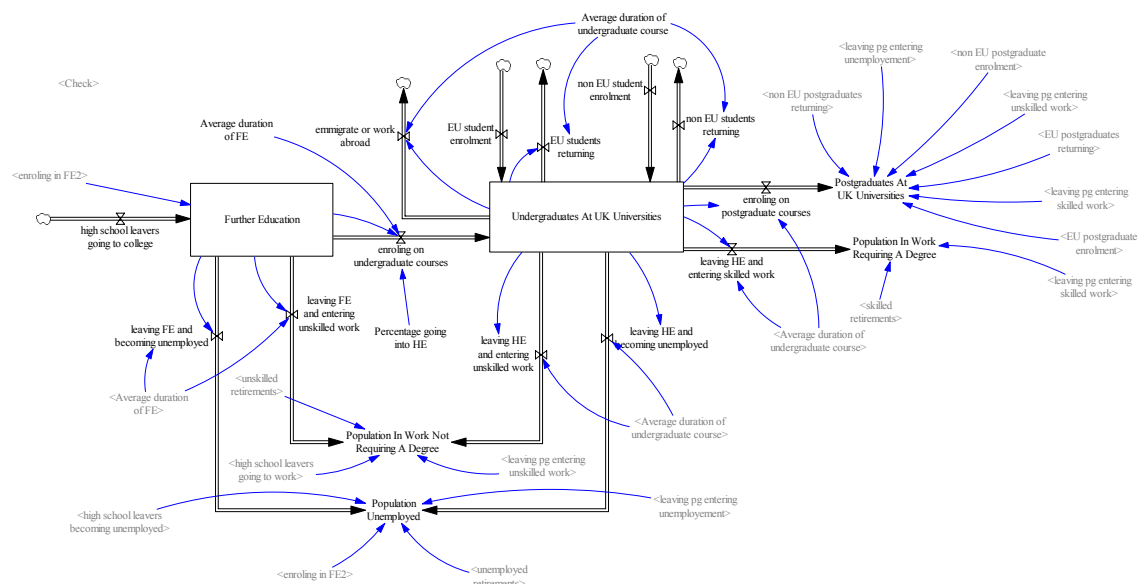 Average duration of
undergraduate course
<leaving pg entering
unemployement>
<non EU postgraduate
enrolment>
<Check>
non EU student
enrolment
<non EU postgraduates
returning>
<leaving pg entering
unskilled work>
Average duration
of FE
emmigrate or work
abroad
EU student
enrolment
EU students
returning
non EU students
returning
<EU postgraduates
returning>
<enroling in FE2>
Postgraduates At
UK Universities
<leaving pg entering
skilled work>
Further Education
Undergraduates At UK Universities
enroling on
postgraduate courses
high school leavers
going to college
enroling on
undergraduate courses
<EU postgraduate
enrolment>
Population In Work
Requiring A Degree
leaving HE and
entering skilled work
<leaving pg entering
skilled work>
leaving FE
and entering
unskilled work
<skilled
retirements>
leaving FE and
becoming unemployed
Percentage going
into HE
leaving HE
and entering
unskilled work
leaving HE and
becoming unemployed
<Average duration of
undergraduate course>
<unskilled
retirements>
<Average duration
of FE>
<Average duration of
undergraduate course>
Population In Work Not
Requiring A Degree
<high school leavers
going to work>
<leaving pg entering
unskilled work>
<high school leavers
becoming unemployed>
Population
Unemployed
<leaving pg entering
unemployement>
<enroling in FE2>
<unemployed
retirements>